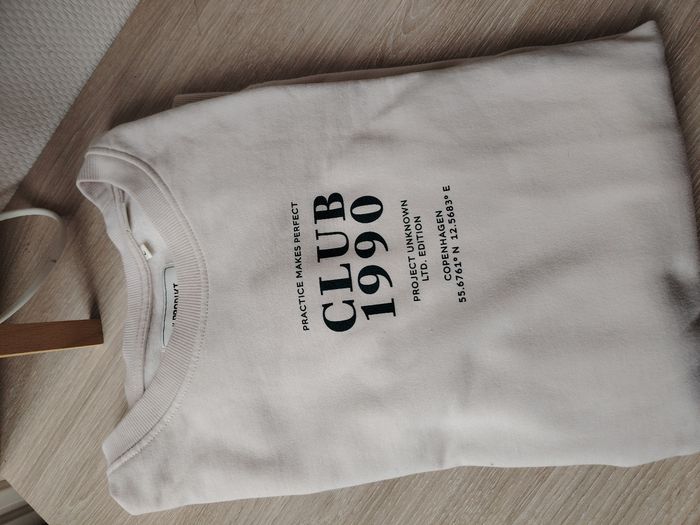 PRACTICE MAKES PERFECT
CLUB
1990
PROJECT UNKNOWN
LTD. EDITION
COPENHAGEN
55.6761° N 12.5683° E